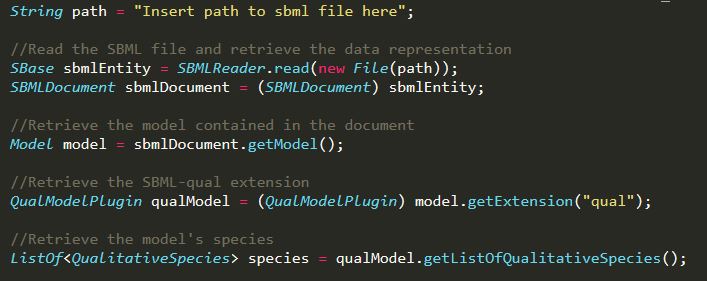 String path = "Insert path to sbml file here";
//Read the SBML file and retrieve the data representation
SBase sbmlEntity = SBMLReader.read(new File(path));
SBMLDocument sbmlDocument = (SBMLDocument) sbmlEntity;
//Retrieve the model contained in the document
Model model = sbmlDocument.getModel();
//Retrieve the SBML-qual extension
QualModelPlugin qualModel = (QualModelPlugin) model.getExtension("qual");
//Retrieve the model's species
ListOf<QualitativeSpecies> species = qualModel.getListOfQualitativeSpecies();